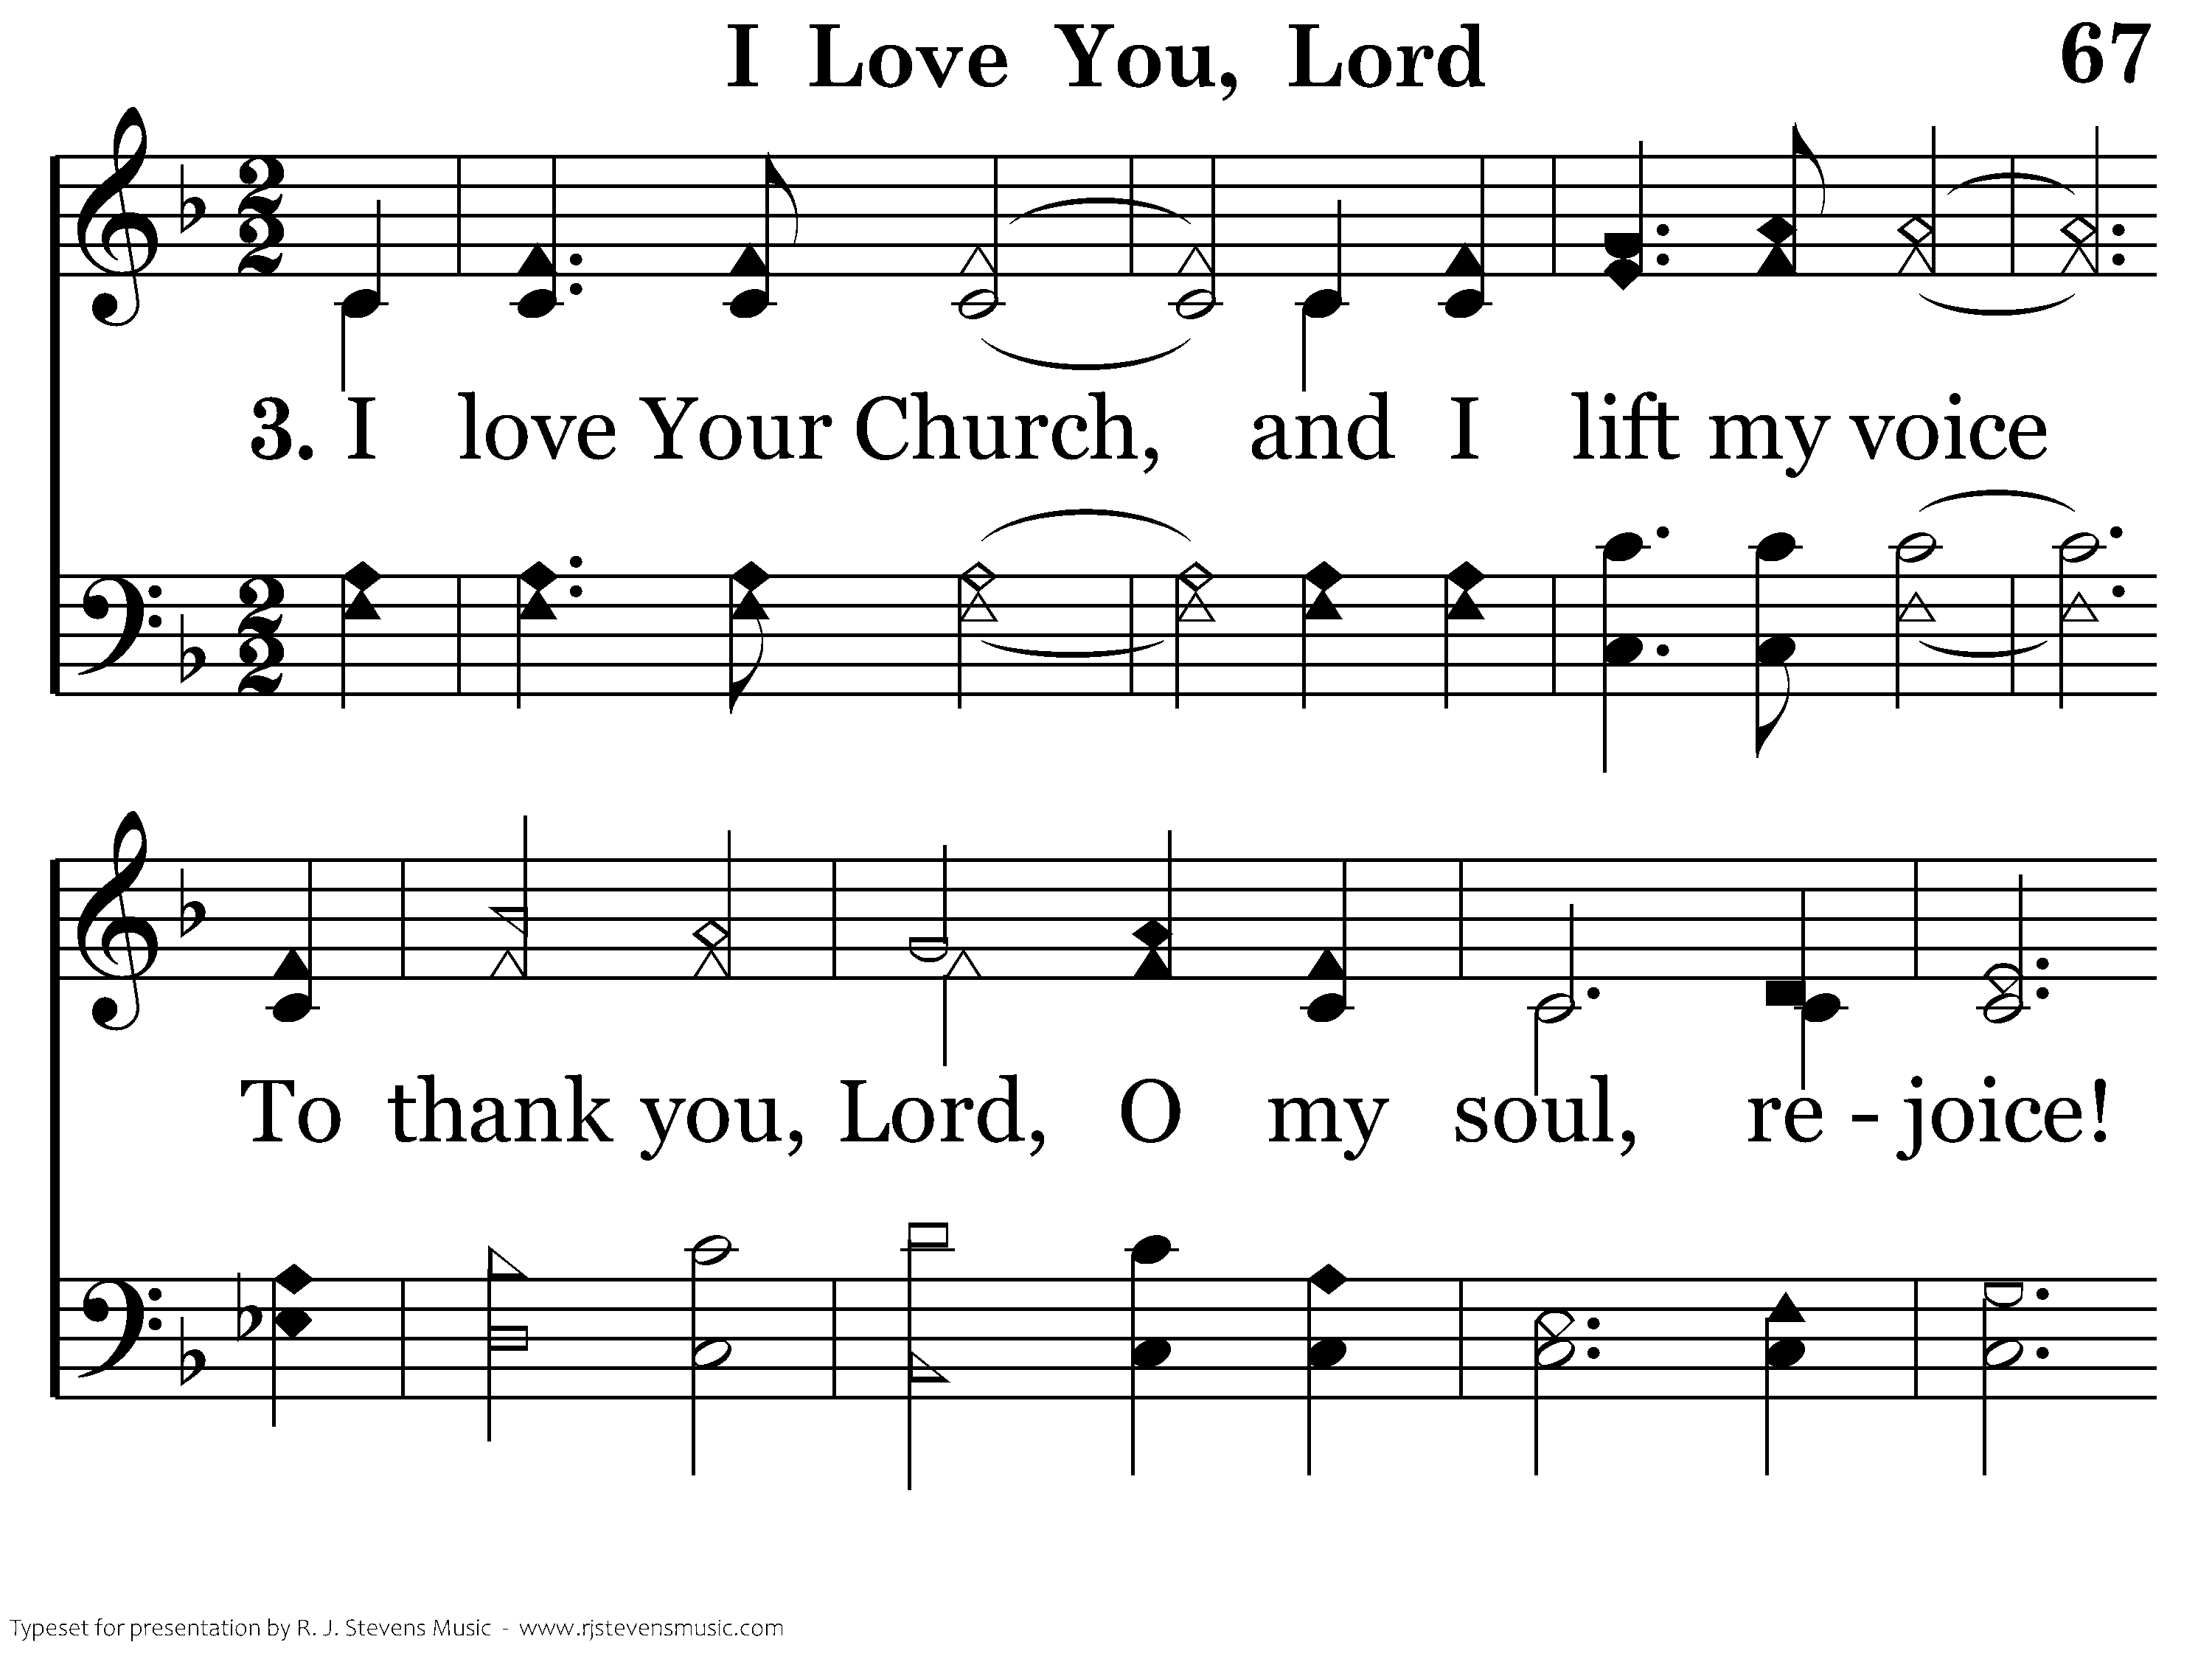 I Love You, Lord 67
3. I love Your Church, and I lift my voice
To thank you, Lord, O my soul, re - joice!
Typeset for presentation by R. J. Stevens Music - www.rjstevensmusic.com